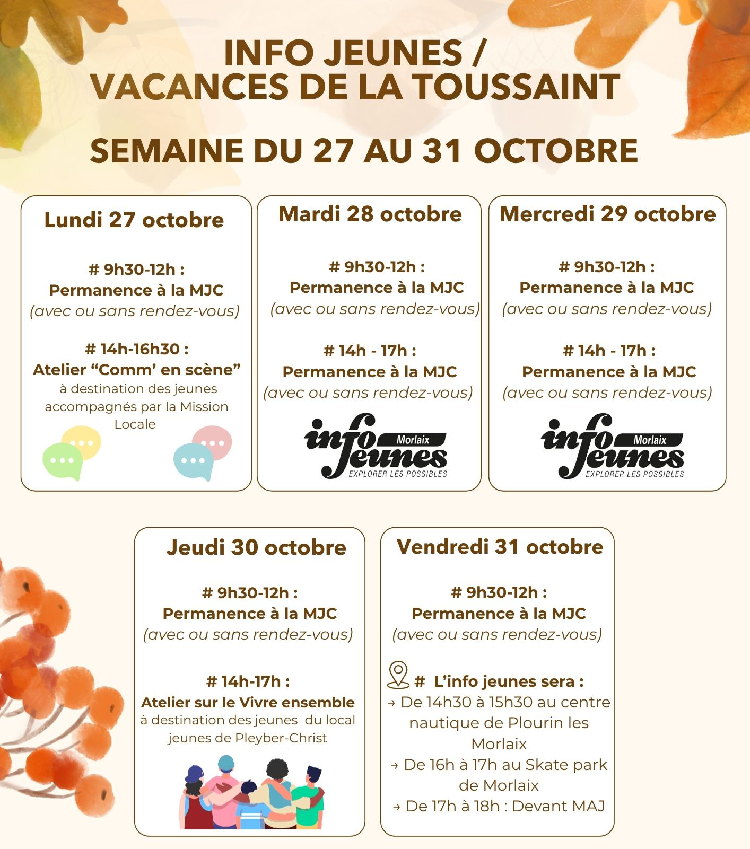 INFO JEUNES /
VACANCES DE LA TOUSSAINT
SEMAINE DU 27 AU 31 OCTOBRE
Lundi 27 octobre
# 9h30-12h :
Permanence à la MJC
(avec ou sans rendez-vous)
# 14h-16h30 :
Atelier “Comm’ en scène”
à destination des jeunes
accompagnés par la Mission
Locale
Mardi 28 octobre
# 9h30-12h :
Permanence à la MJC
(avec ou sans rendez-vous)
# 14h - 17h :
Permanence à la MJC
(avec ou sans rendez-vous)
info Morlaix
Jeunes
EXPLORER LES POSSIBLES
Mercredi 29 octobre
# 9h30-12h :
Permanence à la MJC
(avec ou sans rendez-vous)
# 14h - 17h :
Permanence à la MJC
(avec ou sans rendez-vous)
info Morlaix
Jeunes
EXPLORER LES POSSIBLES
Jeudi 30 octobre
# 9h30-12h :
Permanence à la MJC
(avec ou sans rendez-vous)
# 14h-17h :
Atelier sur le Vivre ensemble
à destination des jeunes du local
jeunes de Pleyber-Christ
Vendredi 31 octobre
# 9h30-12h :
Permanence à la MJC
(avec ou sans rendez-vous)
# L’info jeunes sera :
→ De 14h30 à 15h30 au centre
nautique de Plourin les
Morlaix
→ De 16h à 17h au Skate park
de Morlaix
→ De 17h à 18h : Devant MAJ